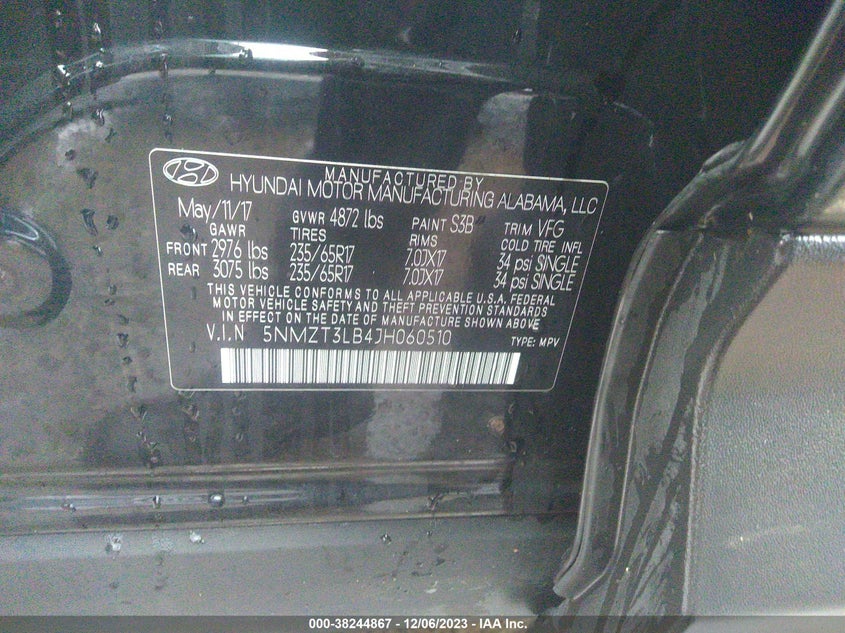 MANUFACTURED BY
HYUNDAI MOTOR MANUFACTURING ALABAMA, LLC
May/11/17 GVWR 4872 lbs PAINT S3B TRIM VFG
GAWR TIRES RIMS COLD TIRE INFL
FRONT 2976 lbs 235/65R17 7.0JX17 34 psi SINGLE
REAR 3075 lbs 235/65R17 7.0JX17 34 psi SINGLE
THIS VEHICLE CONFORMS TO ALL APPLICABLE U.S.A. FEDERAL
MOTOR VEHICLE SAFETY AND THEFT PREVENTION STANDARDS
IN EFFECT ON THE DATE OF MANUFACTURE SHOWN ABOVE
V.I.N 5NMZT3LB4JH060510 TYPE: MPV
000-38244867 - 12/06/2023 - IAA Inc.